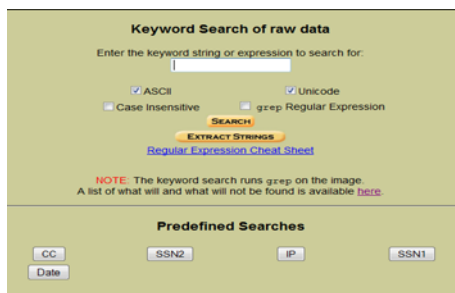 Keyword Search of raw data
Enter the keyword string or expression to search for:
ASCII Unicode
Case Insensitive grep Regular Expression
SEARCH
EXTRACT STRINGS
Regular Expression Cheat Sheet
NOTE: The keyword search runs grep on the image.
A list of what will and what will not be found is available here.
Predefined Searches
CC SSN2 IP SSN1
Date